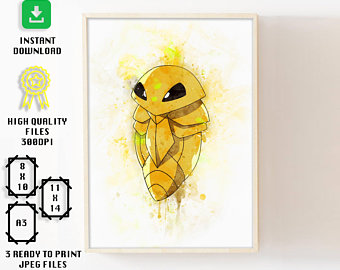 INSTANT
DOWNLOAD
HIGH QUALITY
FILES
300DPI
8
X
10
11
X
14
A3
3 READY TO PRINT
JPEG FILES